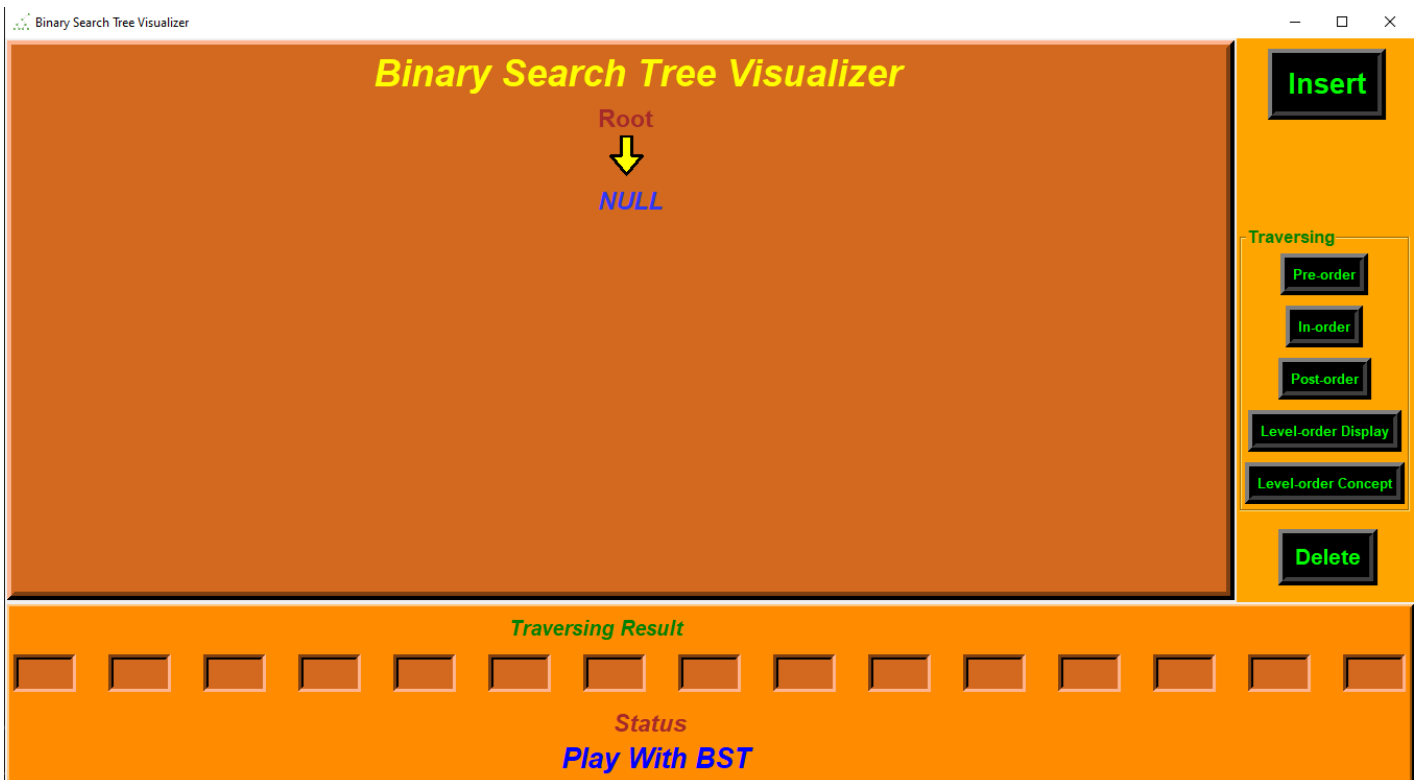 Binary Search Tree Visualizer
Binary Search Tree Visualizer
Root
NULL
Insert
Traversing
Pre-order
In-order
Post-order
Level-order Display
Level-order Concept
Delete
Traversing Result
Status
Play With BST